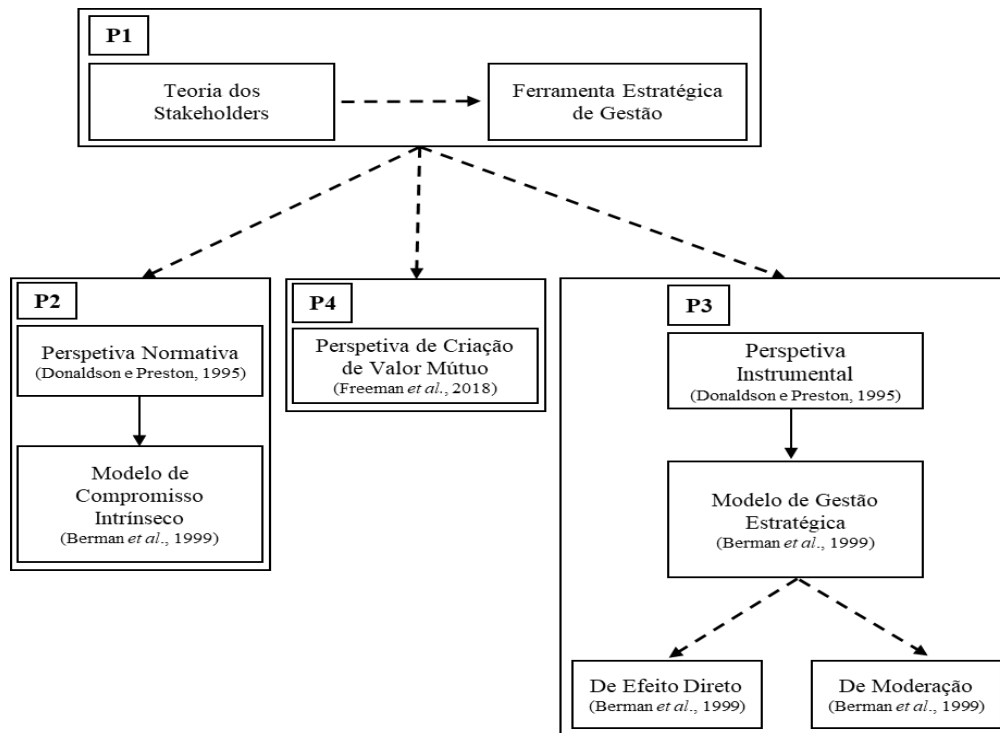 P1
Teoria dos
Stakeholders
Ferramenta Estratégica
de Gestão
P2
Perspetiva Normativa
(Donaldson e Preston, 1995)
Modelo de
Compromisso
Intrínseco
(Berman et al., 1999)
P4
Perspetiva de Criação
de Valor Mútuo
(Freeman et al., 2018)
P3
Perspetiva
Instrumental
(Donaldson e Preston, 1995)
Modelo de Gestão
Estratégica
(Berman et al., 1999)
De Efeito Direto
(Berman et al., 1999)
De Moderação
(Berman et al., 1999)